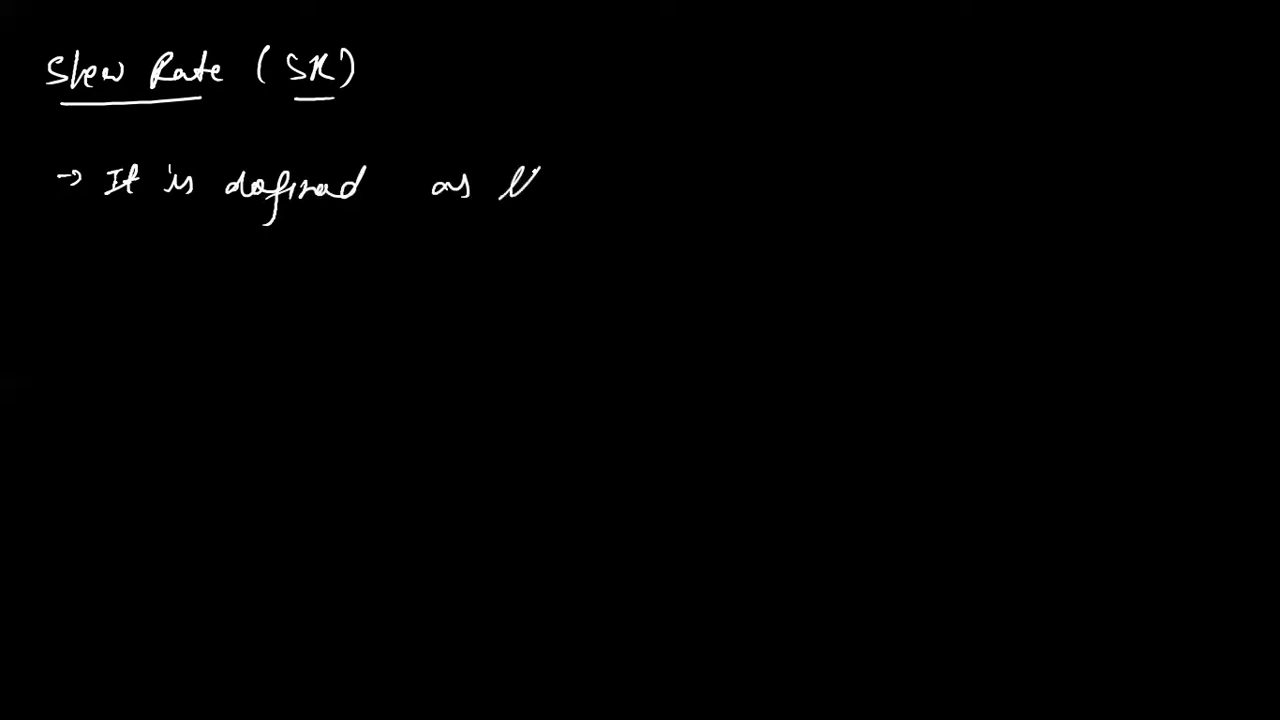 Slew Rate (SR)
→ It is defined as